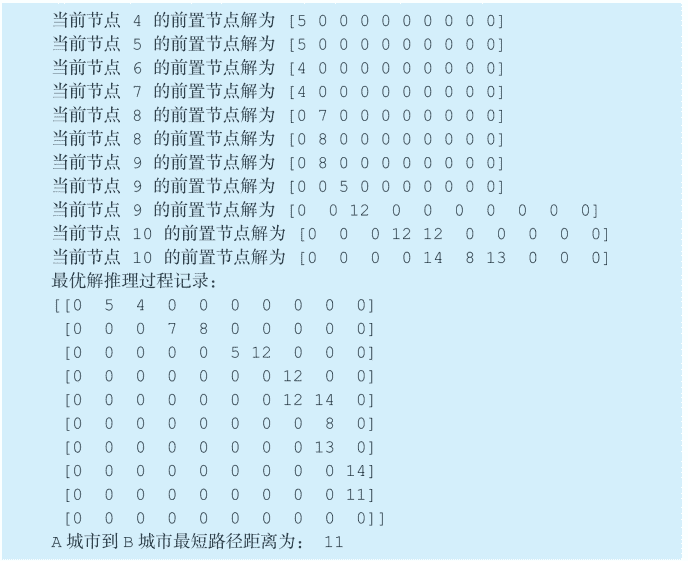 当前节点 4 的前置节点解为 [5 0 0 0 0 0 0 0 0 0]
当前节点 5 的前置节点解为 [5 0 0 0 0 0 0 0 0 0]
当前节点 6 的前置节点解为 [4 0 0 0 0 0 0 0 0 0]
当前节点 7 的前置节点解为 [4 0 0 0 0 0 0 0 0 0]
当前节点 8 的前置节点解为 [0 7 0 0 0 0 0 0 0 0]
当前节点 8 的前置节点解为 [0 8 0 0 0 0 0 0 0 0]
当前节点 9 的前置节点解为 [0 8 0 0 0 0 0 0 0 0]
当前节点 9 的前置节点解为 [0 0 5 0 0 0 0 0 0 0]
当前节点 9 的前置节点解为 [0  0 12  0  0  0  0  0  0  0]
当前节点 10 的前置节点解为 [0  0  0 12 12  0  0  0  0  0]
当前节点 10 的前置节点解为 [0  0  0  0 14  8 13  0  0  0]
最优解推理过程记录:
[[0  5  4  0  0  0  0  0  0  0]
[0  0  0  7  8  0  0  0  0  0]
[0  0  0  0  0  5 12  0  0  0]
[0  0  0  0  0  0  0 12  0  0]
[0  0  0  0  0  0  0 12 14  0]
[0  0  0  0  0  0  0  0  8  0]
[0  0  0  0  0  0  0  0 13  0]
[0  0  0  0  0  0  0  0  0 14]
[0  0  0  0  0  0  0  0  0 11]
[0  0  0  0  0  0  0  0  0  0]]
A 城市到 B 城市最短路径距离为: 11